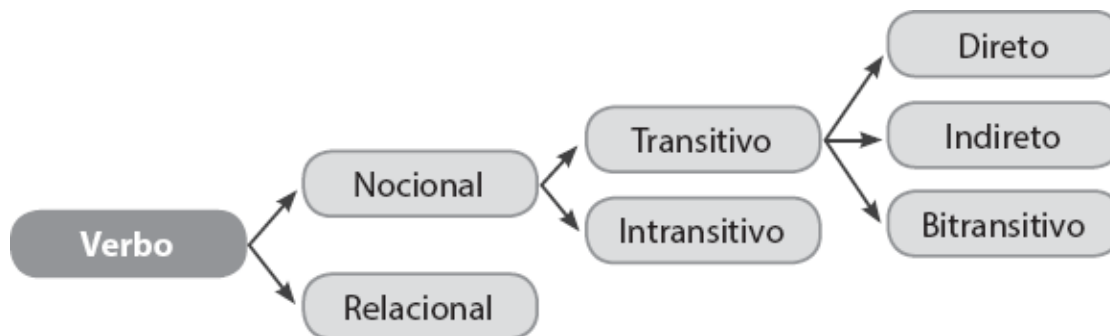 Verbo
Nocional
Relacional
Transitivo
Intransitivo
Direto
Indireto
Bitransitivo